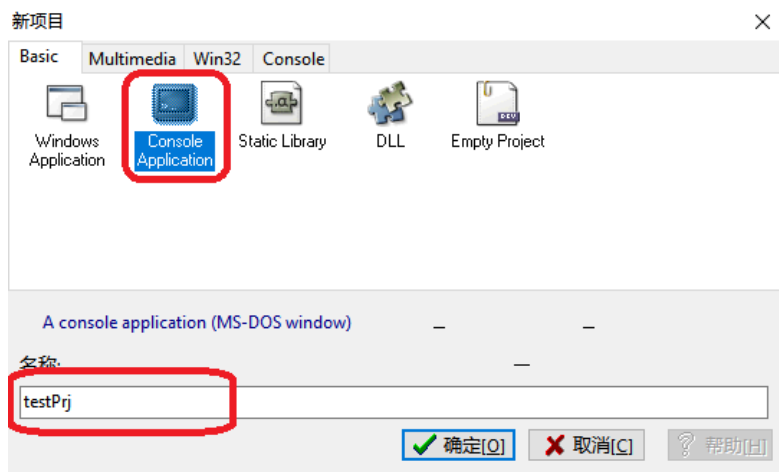 新项目
Basic Multimedia Win32 Console
Windows Application
Console Application
Static Library
DLL
Empty Project
A console application (MS-DOS window)
名称:
testPrj
确定[O] 取消[C] 帮助[H]